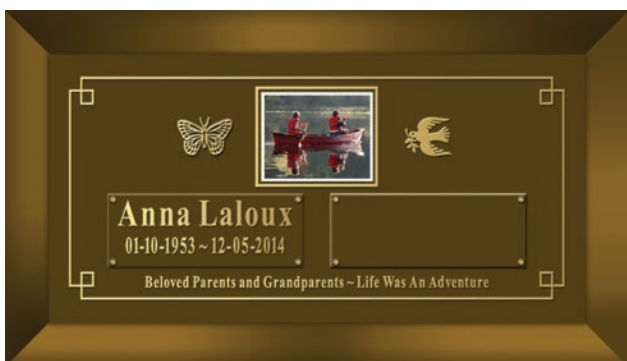 Anna Laloux
01-10-1953 ~ 12-05-2014
Beloved Parents and Grandparents ~ Life Was An Adventure